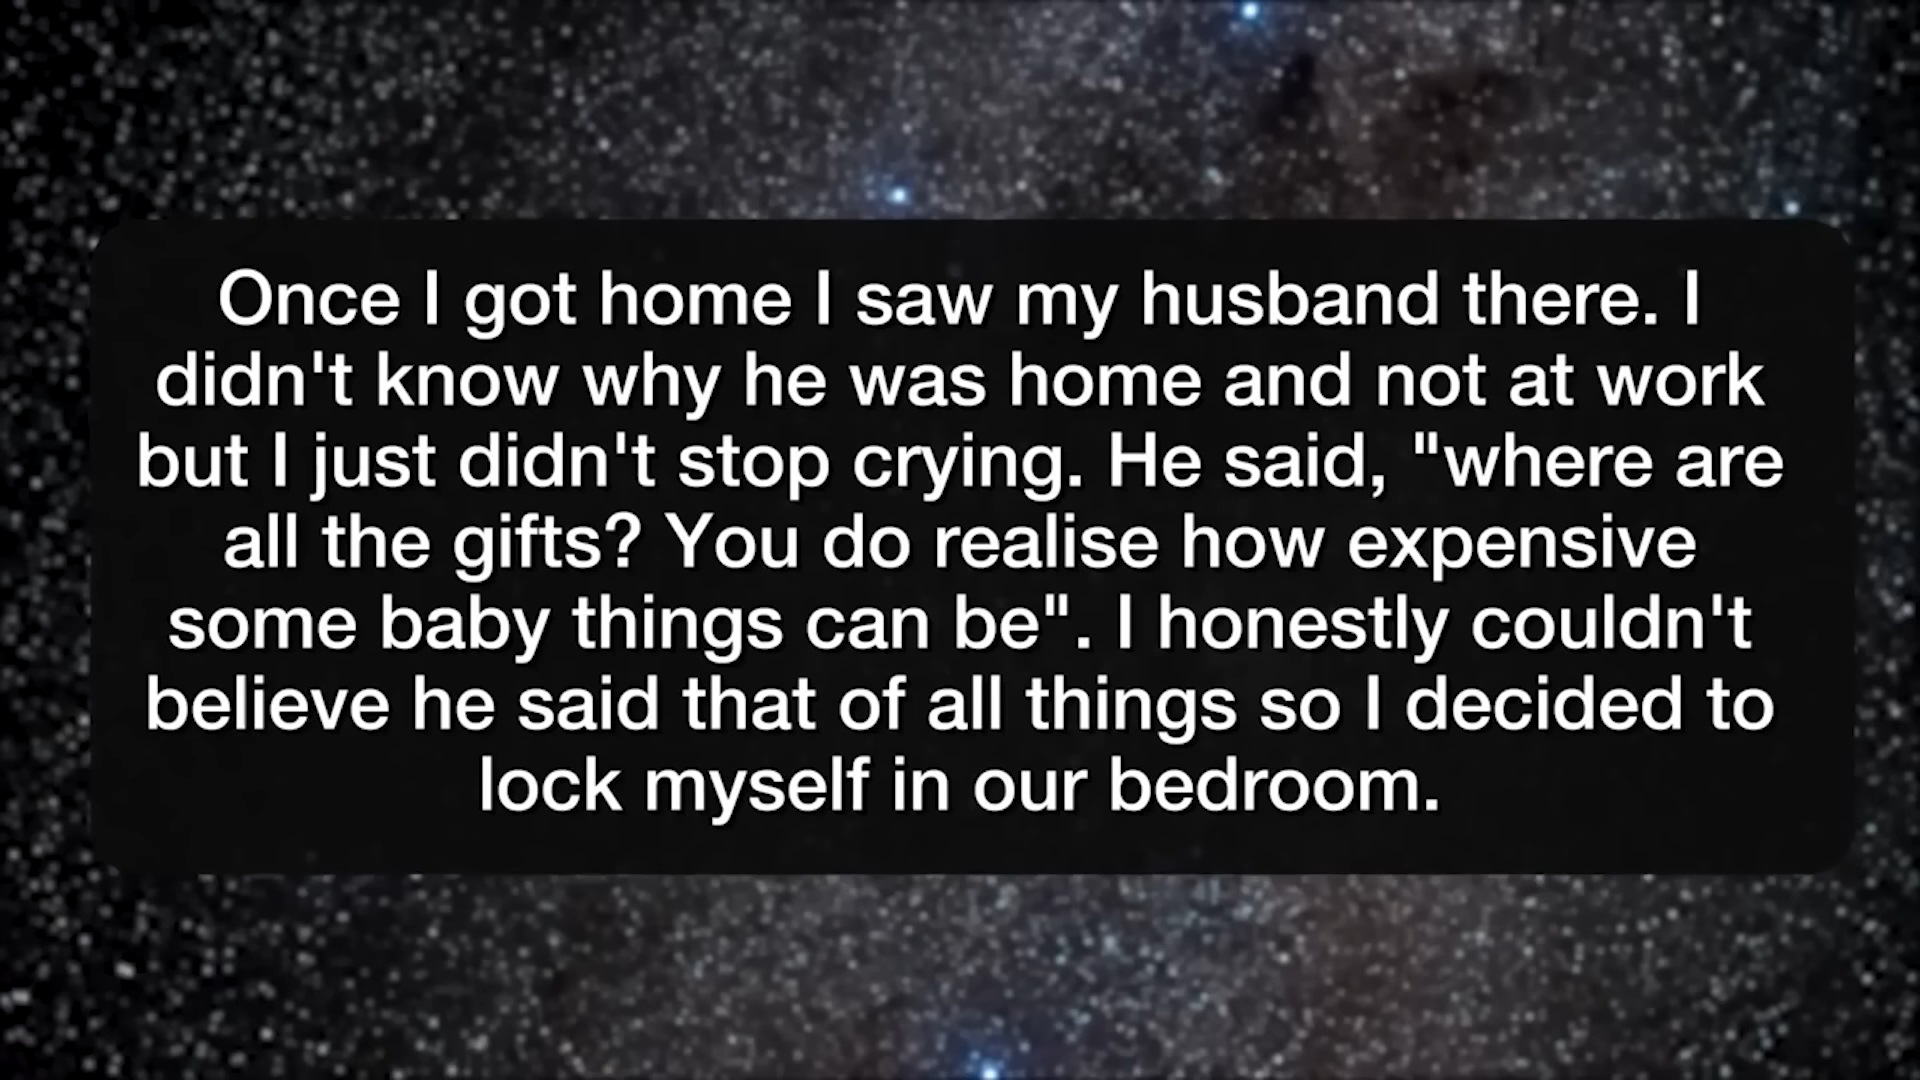 Once I got home I saw my husband there. I
didn't know why he was home and not at work
but I just didn't stop crying. He said, "where are
all the gifts? You do realise how expensive
some baby things can be". I honestly couldn't
believe he said that of all things so I decided to
lock myself in our bedroom.